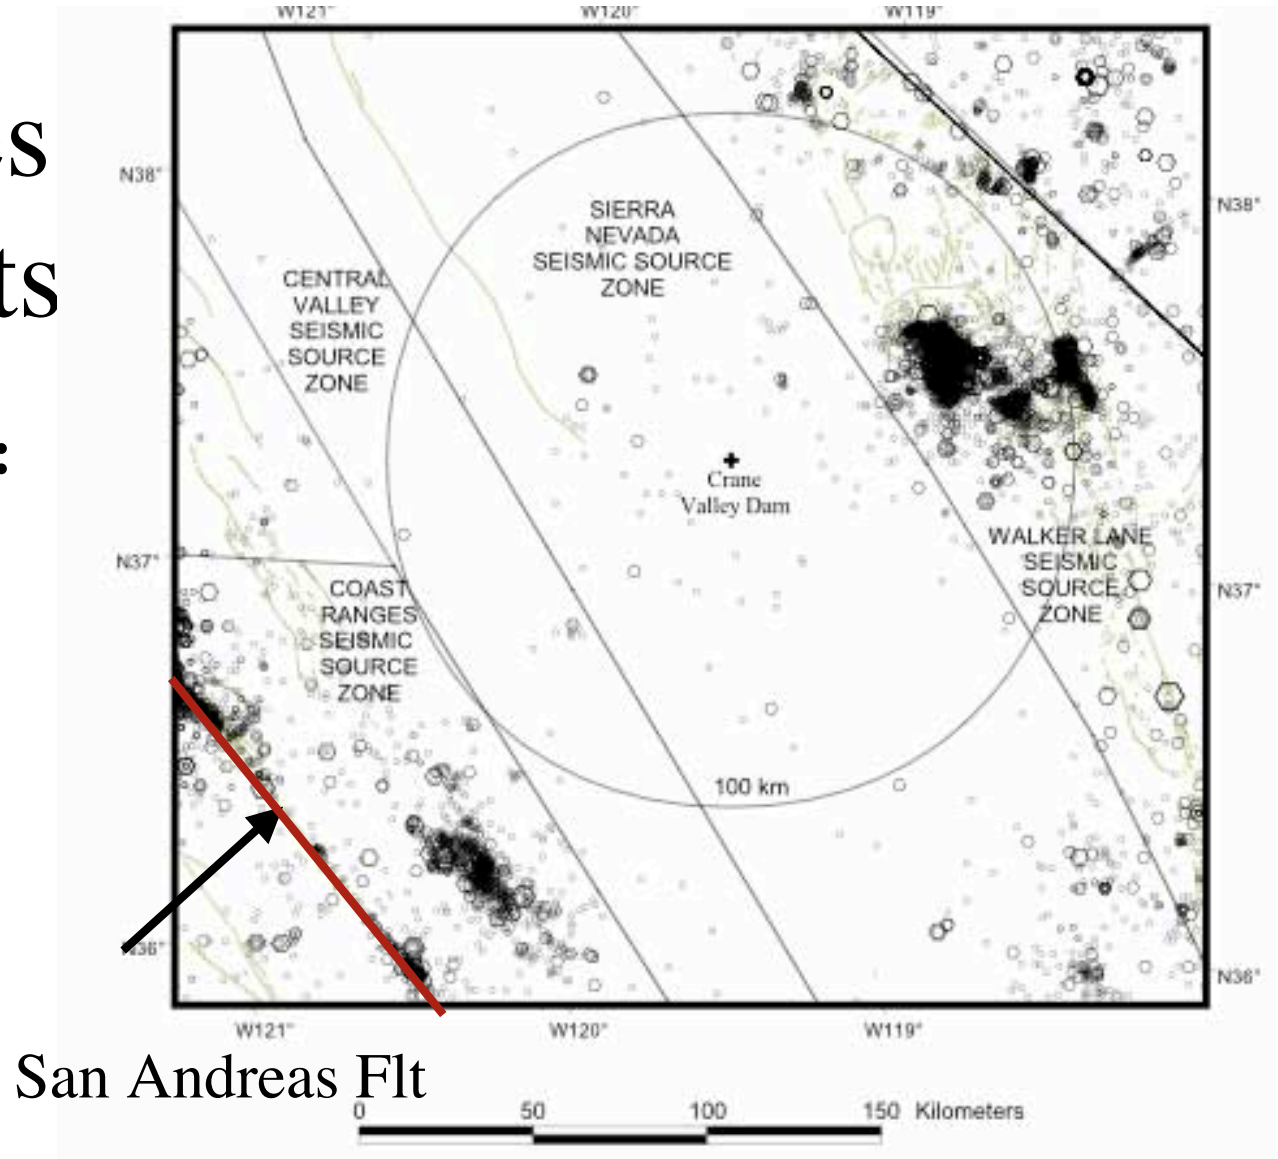 W121°
W120°
W119°
s
ts
:
N38°
N38°
SIERRA
NEVADA
SEISMIC SOURCE
ZONE
CENTRAL
VALLEY
SEISMIC
SOURCE
ZONE
Crane
Valley Dam
N37°
N37°
WALKER LANE
SEISMIC
SOURCE
ZONE
COAST
RANGES
SEISMIC
SOURCE
ZONE
100 km
N36°
N36°
W121°
W120°
W119°
San Andreas Flt
0 50 100 150 Kilometers